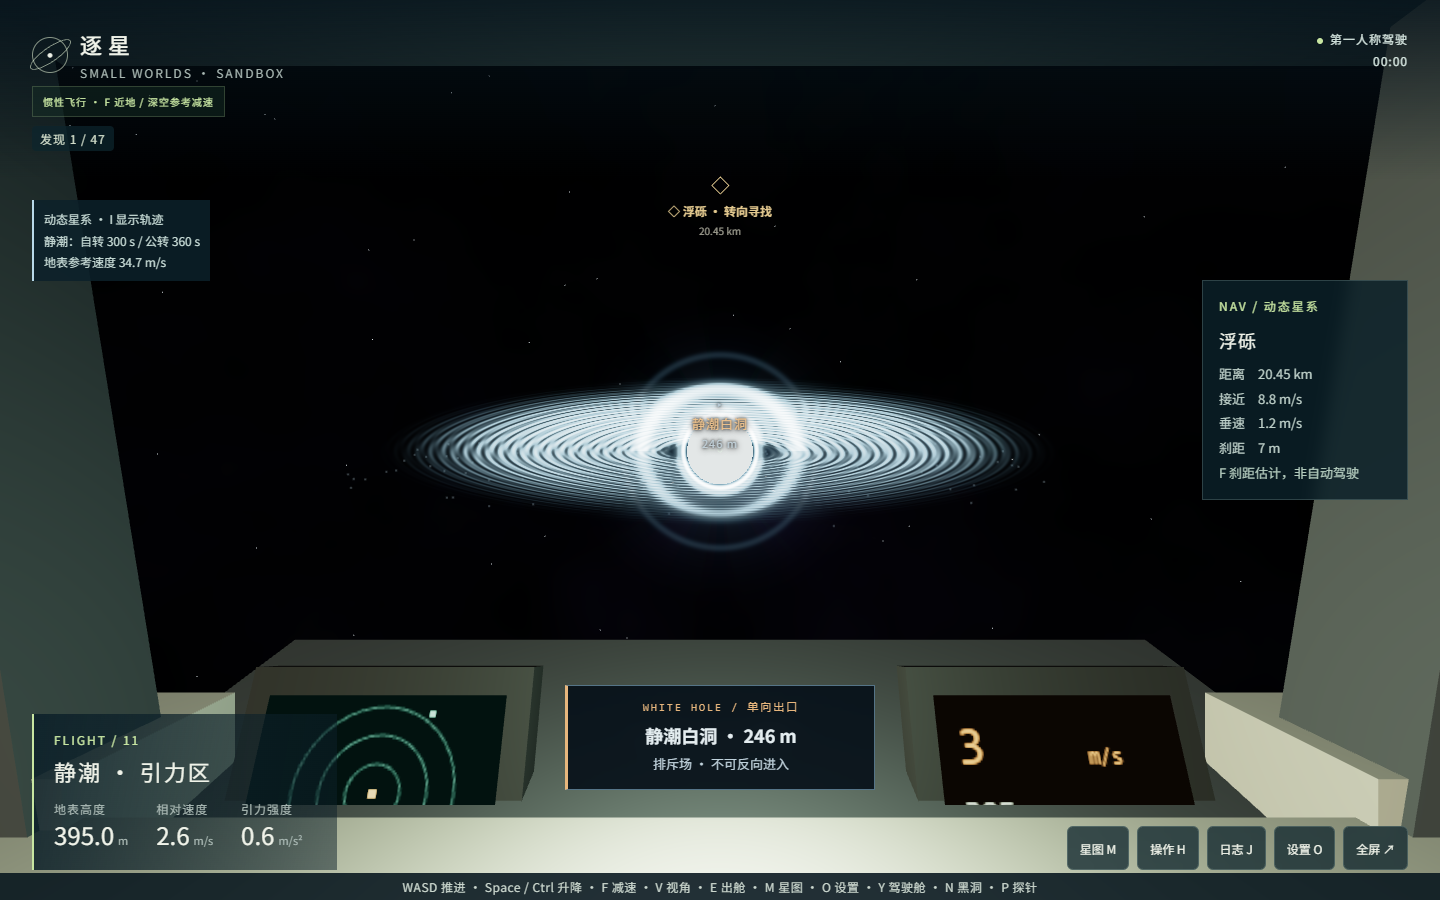 逐星
SMALL WORLDS · SANDBOX
惯性飞行 · F 近地 / 深空参考减速
发现 1 / 47
动态星系 · I 显示轨迹
静潮：自转 300 s / 公转 360 s
地表参考速度 34.7 m/s
第一人称驾驶
00:00
◇ 浮砾 · 转向寻找
20.45 km
静潮白洞
246 m
NAV / 动态星系
浮砾
距离 20.45 km
接近 8.8 m/s
垂速 1.2 m/s
刹距 7 m
F 刹距估计，非自动驾驶
WHITE HOLE / 单向出口
静潮白洞 · 246 m
排斥场 · 不可反向进入
3 m/s
FLIGHT / 11
静潮 · 引力区
地表高度 相对速度 引力强度
395.0 m 2.6 m/s 0.6 m/s²
星图 M 操作 H 日志 J 设置 O 全屏 ↗
WASD 推进 · Space / Ctrl 升降 · F 减速 · V 视角 · E 出舱 · M 星图 · O 设置 · Y 驾驶舱 · N 黑洞 · P 探针